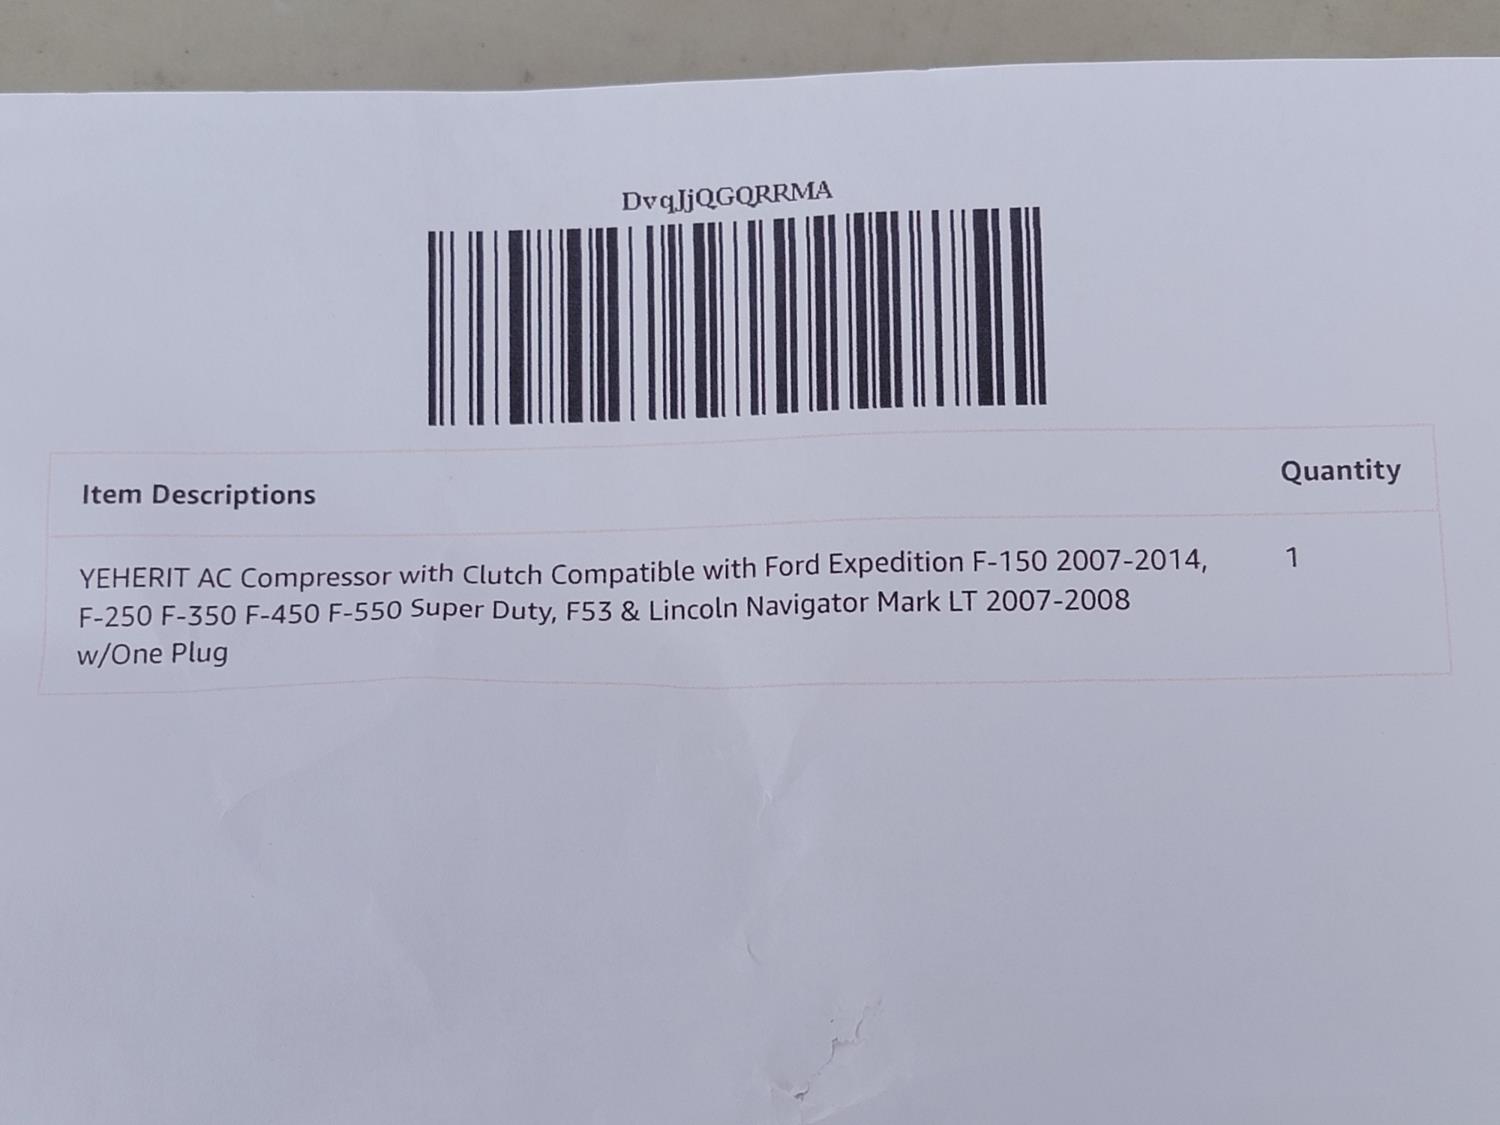 DvqJjQGQRRMA
Item Descriptions
Quantity
YEHERIT AC Compressor with Clutch Compatible with Ford Expedition F-150 2007-2014,
1
F-250 F-350 F-450 F-550 Super Duty, F53 & Lincoln Navigator Mark LT 2007-2008
w/One Plug